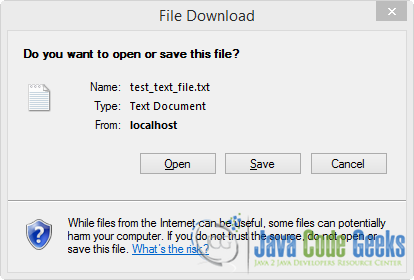 File Download
Do you want to open or save this file?
Name: test_text_file.txt
Type: Text Document
From: localhost
Open Save Cancel
While files from the Internet can be useful, some files can potentially
harm your computer. If you do not trust the source, do not open or
save this file. What's the risk?
Java Code Geeks
JAVA 2 JAVA DEVELOPERS RESOURCE CENTER